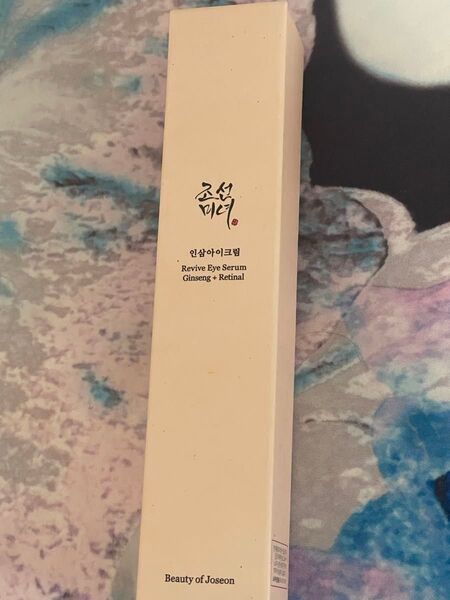 조선
미녀
인삼아이크림
Revive Eye Serum
Ginseng + Retinal
Beauty of Joseon